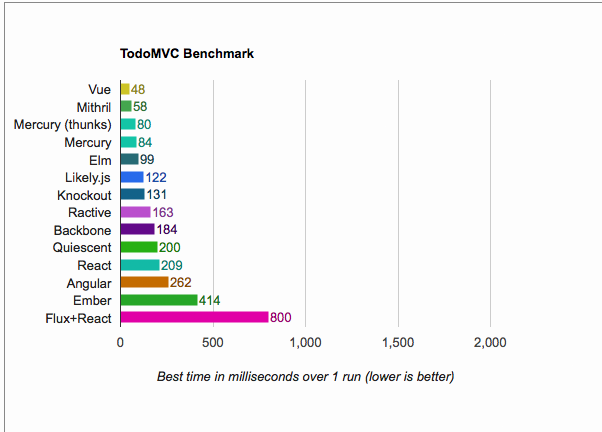 TodoMVC Benchmark
Vue 48
Mithril 58
Mercury (thunks) 80
Mercury 84
Elm 99
Likely.js 122
Knockout 131
Ractive 163
Backbone 184
Quiescent 200
React 209
Angular 262
Ember 414
Flux+React 800
0 500 1,000 1,500 2,000
Best time in milliseconds over 1 run (lower is better)